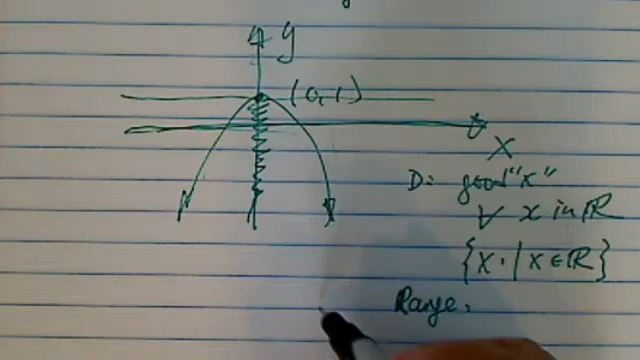 y
(0,1)
X
D: good "x"
∀ x in ℝ
{x · | x ∈ ℝ}
Range.